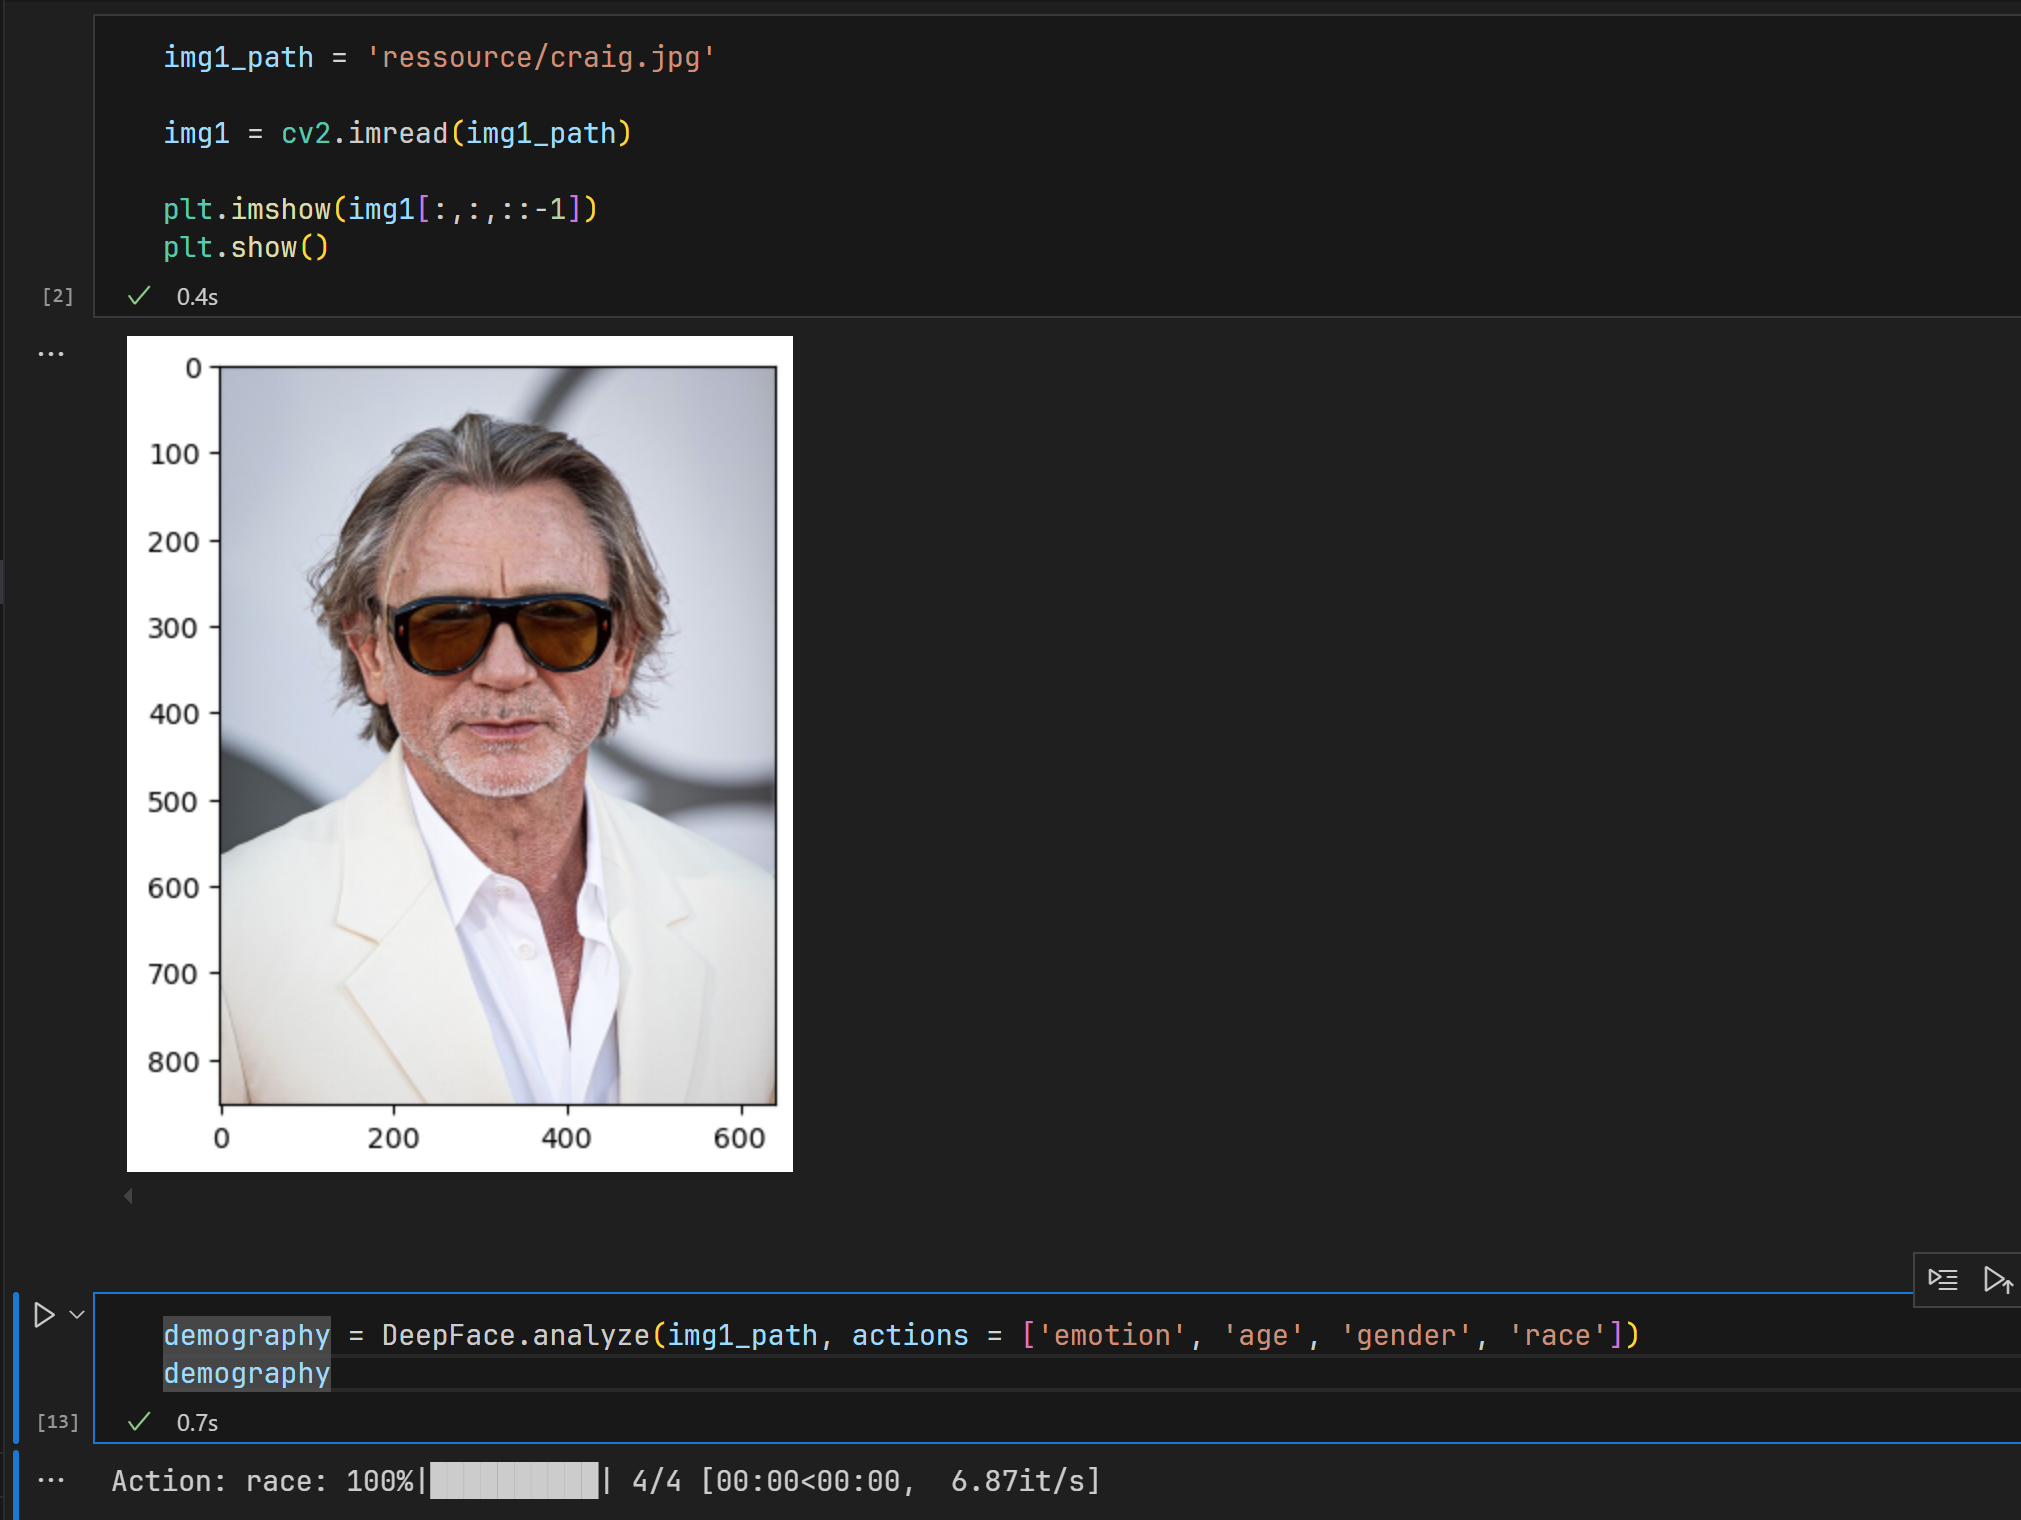 img1_path = 'ressource/craig.jpg'
img1 = cv2.imread(img1_path)
plt.imshow(img1[:,:,::-1])
plt.show()
[2]
0.4s
...
0
100
200
300
400
500
600
700
800
0 200 400 600
demography = DeepFace.analyze(img1_path, actions = ['emotion', 'age', 'gender', 'race'])
demography
[13]
0.7s
...
Action: race: 100%|██████████| 4/4 [00:00<00:00,  6.87it/s]